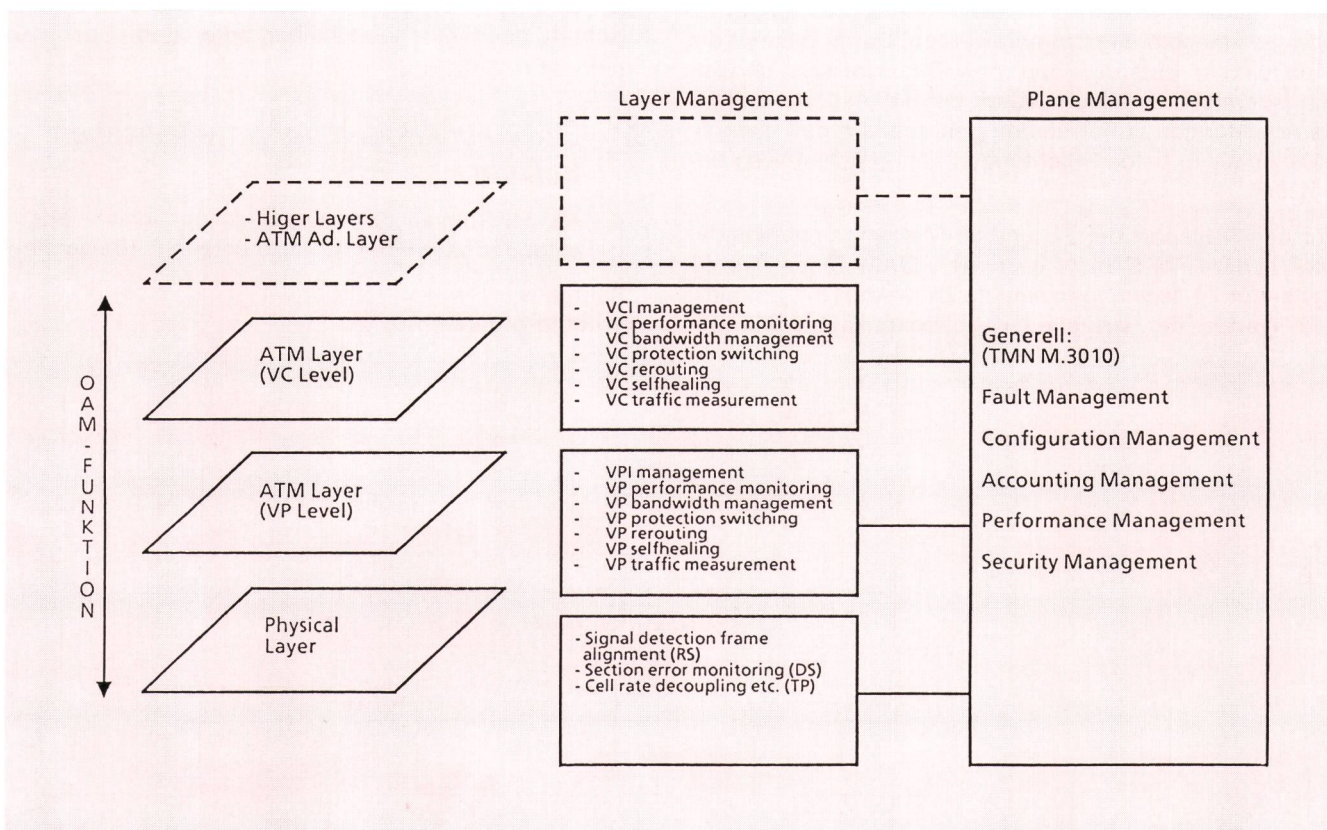 Layer Management
Plane Management
- Higer Layers
- ATM Ad. Layer
ATM Layer
(VC Level)
ATM Layer
(VP Level)
Physical
Layer
OAM-FUNKTION
- VCI management
- VC performance monitoring
- VC bandwidth management
- VC protection switching
- VC rerouting
- VC selfhealing
- VC traffic measurement
- VPI management
- VP performance monitoring
- VP bandwidth management
- VP protection switching
- VP rerouting
- VP selfhealing
- VP traffic measurement
- Signal detection frame
alignment (RS)
- Section error monitoring (DS)
- Cell rate decoupling etc. (TP)
Generell:
(TMN M.3010)
Fault Management
Configuration Management
Accounting Management
Performance Management
Security Management